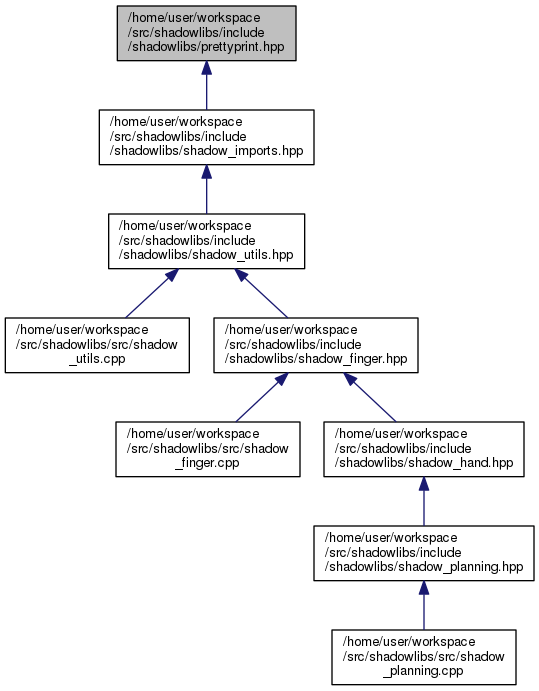 /home/user/workspace
/src/shadowlibs/include
/shadowlibs/prettyprint.hpp
/home/user/workspace
/src/shadowlibs/include
/shadowlibs/shadow_imports.hpp
/home/user/workspace
/src/shadowlibs/include
/shadowlibs/shadow_utils.hpp
/home/user/workspace
/src/shadowlibs/src/shadow
_utils.cpp
/home/user/workspace
/src/shadowlibs/include
/shadowlibs/shadow_finger.hpp
/home/user/workspace
/src/shadowlibs/src/shadow
_finger.cpp
/home/user/workspace
/src/shadowlibs/include
/shadowlibs/shadow_hand.hpp
/home/user/workspace
/src/shadowlibs/include
/shadowlibs/shadow_planning.hpp
/home/user/workspace
/src/shadowlibs/src/shadow
_planning.cpp